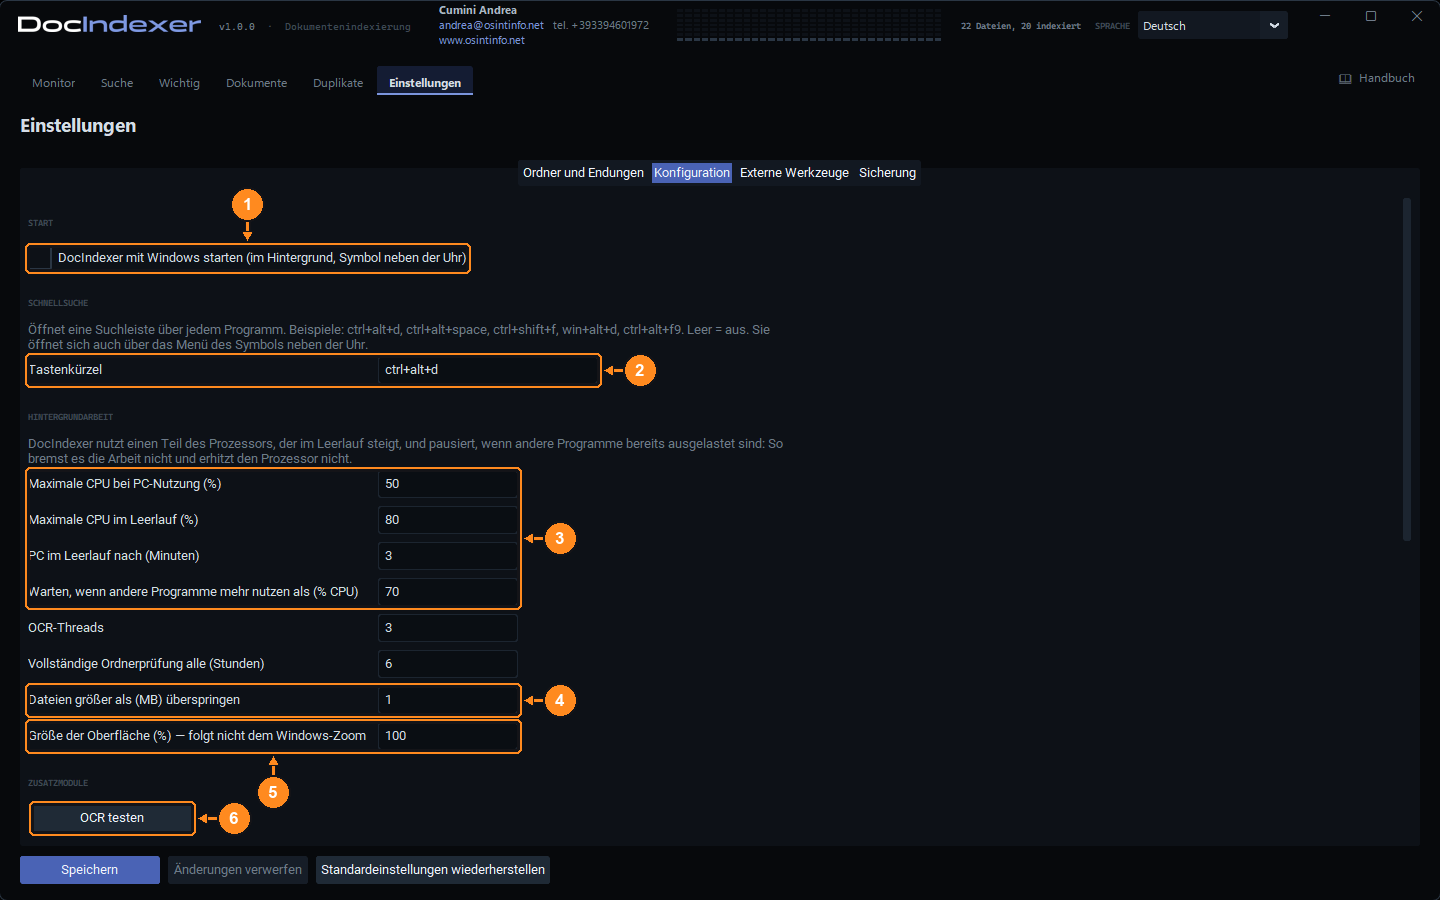 DocIndexer v1.0.0 · Dokumentenindexierung
Cumini Andrea
andrea@osintinfo.net tel. +393394601972
www.osintinfo.net
22 Dateien, 20 indexiert SPRACHE Deutsch
Monitor Suche Wichtig Dokumente Duplikate Einstellungen Handbuch
Einstellungen
Ordner und Endungen Konfiguration Externe Werkzeuge Sicherung
1
START
DocIndexer mit Windows starten (im Hintergrund, Symbol neben der Uhr)
SCHNELLSUCHE
Öffnet eine Suchleiste über jedem Programm. Beispiele: ctrl+alt+d, ctrl+alt+space, ctrl+shift+f, win+alt+d, ctrl+alt+f9. Leer = aus. Sie
öffnet sich auch über das Menü des Symbols neben der Uhr.
Tastenkürzel ctrl+alt+d 2
HINTERGRUNDARBEIT
DocIndexer nutzt einen Teil des Prozessors, der im Leerlauf steigt, und pausiert, wenn andere Programme bereits ausgelastet sind: So
bremst es die Arbeit nicht und erhitzt den Prozessor nicht.
Maximale CPU bei PC-Nutzung (%) 50
Maximale CPU im Leerlauf (%) 80
3
PC im Leerlauf nach (Minuten) 3
Warten, wenn andere Programme mehr nutzen als (% CPU) 70
OCR-Threads 3
Vollständige Ordnerprüfung alle (Stunden) 6
Dateien größer als (MB) überspringen 1 4
Größe der Oberfläche (%) — folgt nicht dem Windows-Zoom 100
5
ZUSATZMODULE
OCR testen 6
Speichern Änderungen verwerfen Standardeinstellungen wiederherstellen